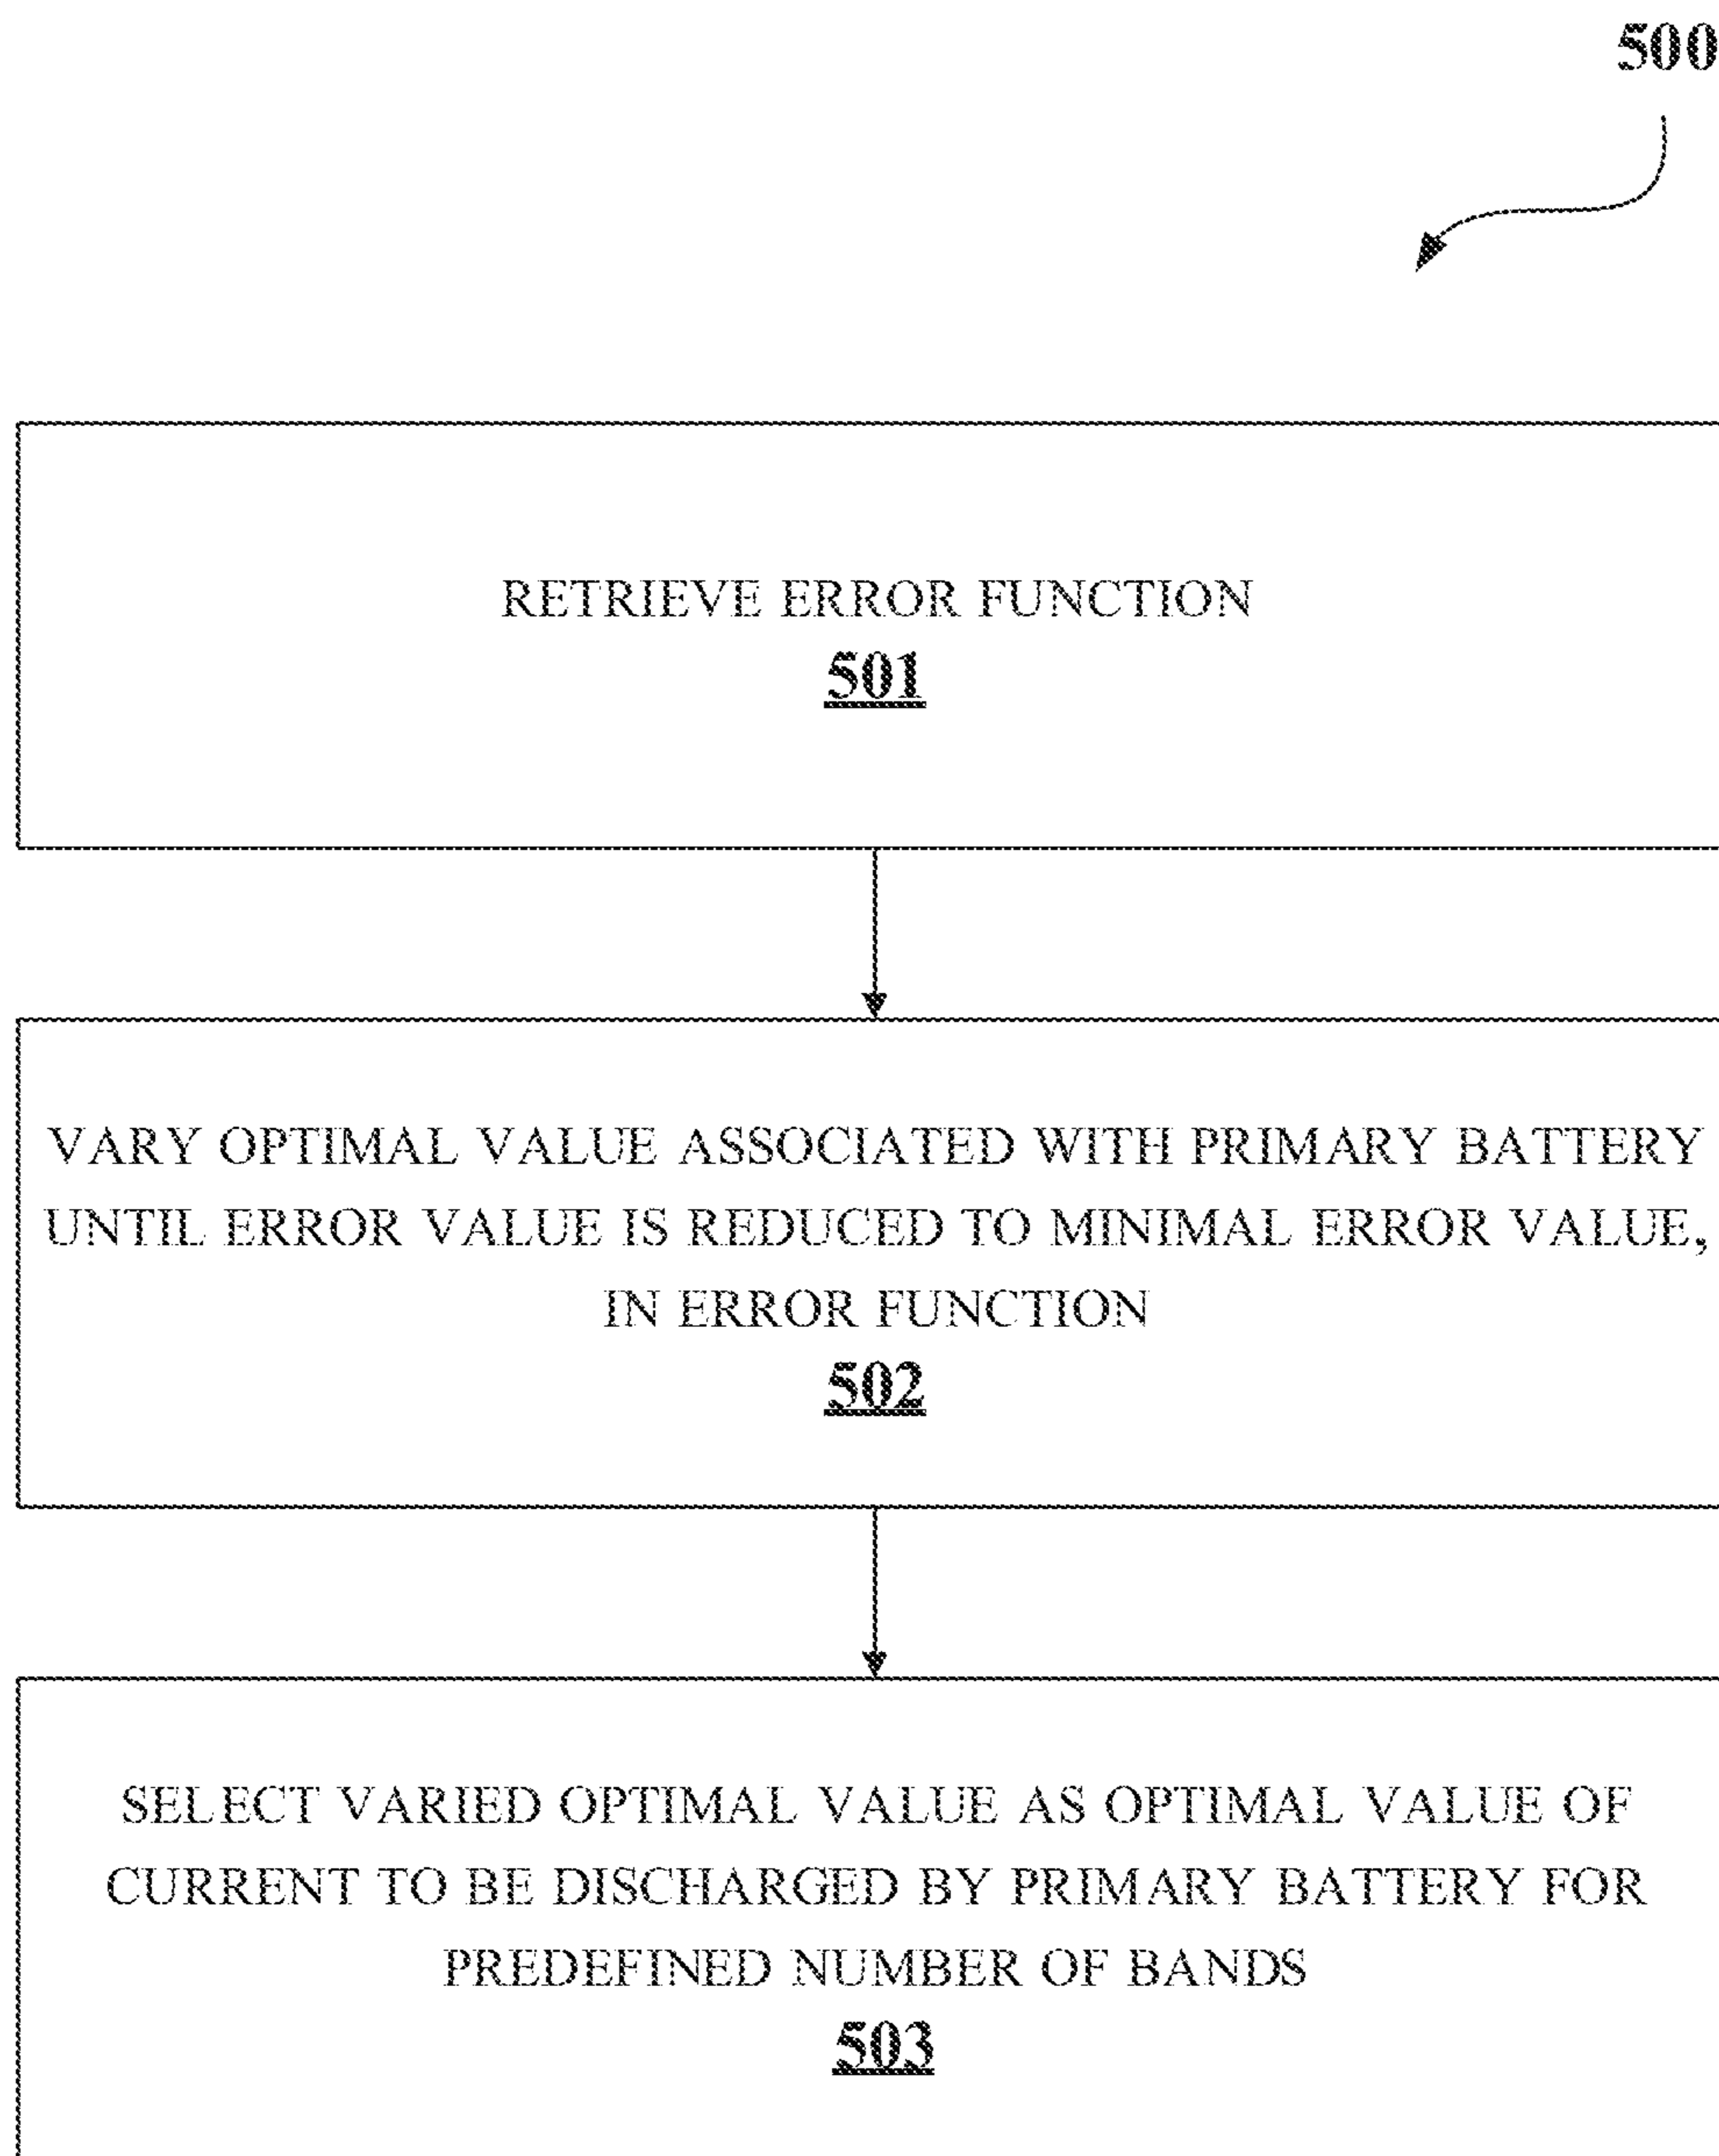 500
RETRIEVE ERROR FUNCTION
501
VARY OPTIMAL VALUE ASSOCIATED WITH PRIMARY BATTERY
UNTIL ERROR VALUE IS REDUCED TO MINIMAL ERROR VALUE,
IN ERROR FUNCTION
502
SELECT VARIED OPTIMAL VALUE AS OPTIMAL VALUE OF
CURRENT TO BE DISCHARGED BY PRIMARY BATTERY FOR
PREDEFINED NUMBER OF BANDS
503